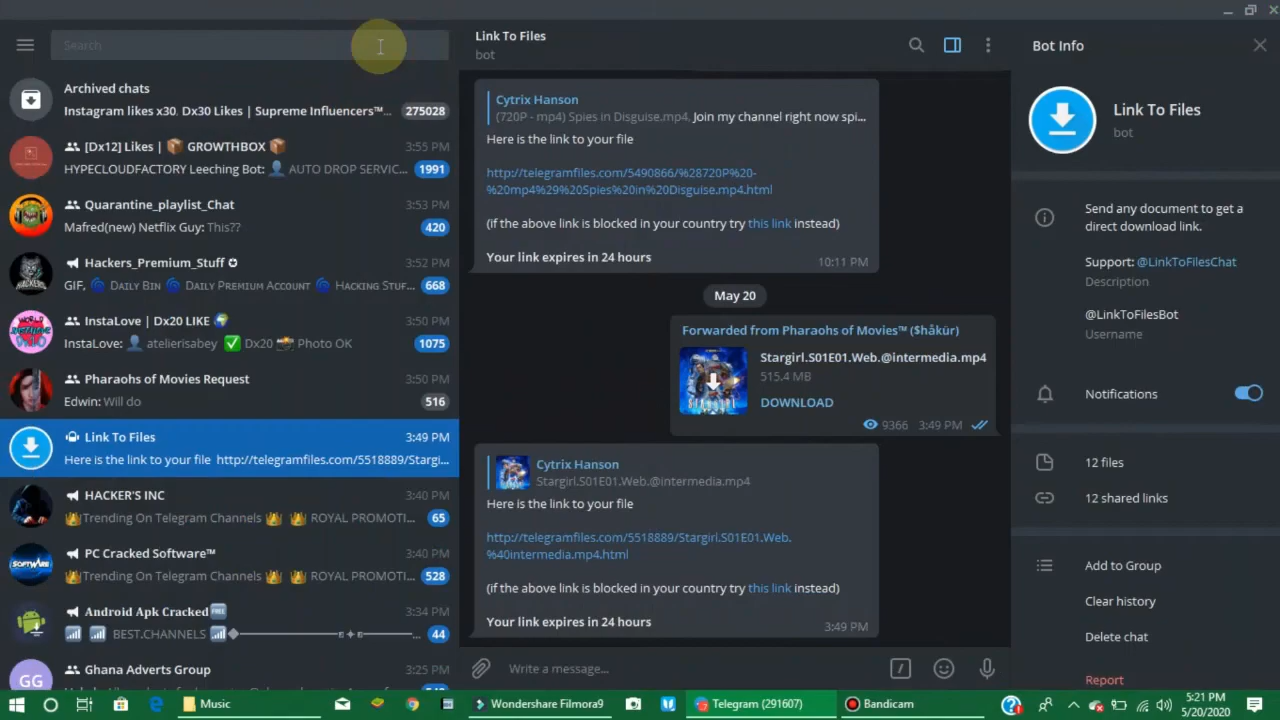 Search
Archived chats
Instagram likes x30, Dx30 Likes | Supreme Influencers™... 275028
[Dx12] Likes | 📦 GROWTHBOX 📦 3:55 PM
HYPECLOUDFACTORY Leeching Bot: 👤 AUTO DROP SERVIC... 1991
Quarantine_playlist_Chat 3:53 PM
Mafred(new) Netflix Guy: This?? 420
Hackers_Premium_Stuff ✪ 3:52 PM
GIF, 🌀 Daily Bin 🌀 Daily Premium Account 🌀 Hacking Stuf... 668
InstaLove | Dx20 LIKE 🌍 3:50 PM
InstaLove: 👤 atelierisabey ✅ Dx20 📸 Photo OK 1075
Pharaohs of Movies Request 3:50 PM
Edwin: Will do 516
Link To Files 3:49 PM
Here is the link to your file http://telegramfiles.com/5518889/Stargi...
HACKER'S INC 3:40 PM
👑Trending On Telegram Channels 👑 👑 ROYAL PROMOTI... 65
PC Cracked Software™ 3:40 PM
SOFTWARE
👑Trending On Telegram Channels 👑 👑 ROYAL PROMOTI... 528
Android Apk Cracked🆓 3:34 PM
📶 📶 BEST.CHANNELS 📶 ... 44
Ghana Adverts Group 3:25 PM
GG
Link To Files
bot
Cytrix Hanson
(720P - mp4) Spies in Disguise.mp4, Join my channel right now spi...
Here is the link to your file
http://telegramfiles.com/5490866/%28720P%20-
%20mp4%29%20Spies%20in%20Disguise.mp4.html
(if the above link is blocked in your country try this link instead)
Your link expires in 24 hours 10:11 PM
May 20
Forwarded from Pharaohs of Movies™ ($håkür)
Stargirl.S01E01.Web.@intermedia.mp4
515.4 MB
DOWNLOAD
9366 3:49 PM
Cytrix Hanson
Stargirl.S01E01.Web.@intermedia.mp4
Here is the link to your file
http://telegramfiles.com/5518889/Stargirl.S01E01.Web.
%40intermedia.mp4.html
(if the above link is blocked in your country try this link instead)
Your link expires in 24 hours 3:49 PM
Write a message...
Bot Info
Link To Files
bot
Send any document to get a
direct download link.
Support: @LinkToFilesChat
Description
@LinkToFilesBot
Username
Notifications
12 files
12 shared links
Add to Group
Clear history
Delete chat
Report
Music
Wondershare Filmora9
Telegram (291607)
Bandicam
5:21 PM
5/20/2020